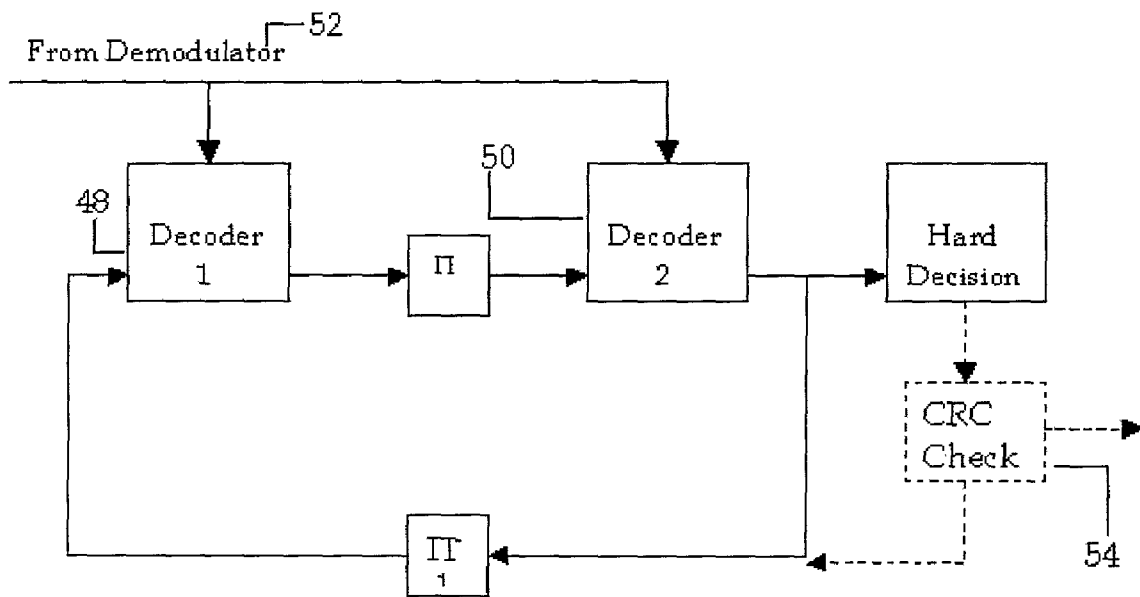 52
From Demodulator
50
48
Decoder
1
Π
Decoder
2
Hard
Decision
CRC
Check
54
Π
1